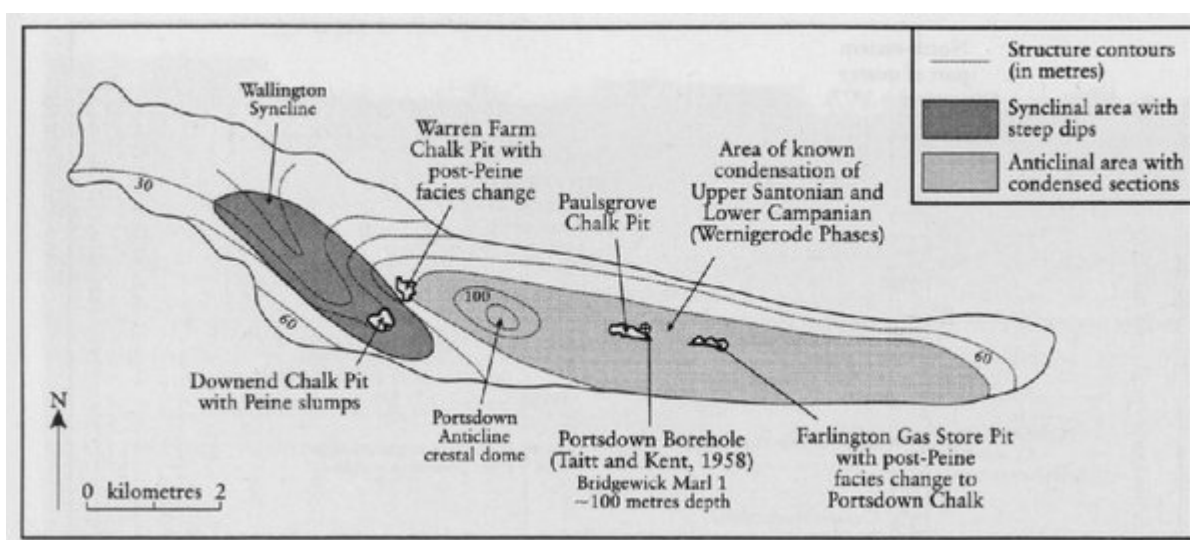 Structure contours
(in metres)
Synclinal area with
steep dips
Anticlinal area with
condensed sections
Wallington
Syncline
Warren Farm
Chalk Pit with
post-Peine
facies change
Area of known
condensation of
Upper Santonian and
Lower Campanian
(Wernigerode Phases)
Paulsgrove
Chalk Pit
30
100
60
60
Downend Chalk Pit
with Peine slumps
Portsdown
Anticline
crestal dome
Portsdown Borehole
(Taitt and Kent, 1958)
Bridgewick Marl 1
~100 metres depth
Farlington Gas Store Pit
with post-Peine
facies change to
Portsdown Chalk
N
0 kilometres 2